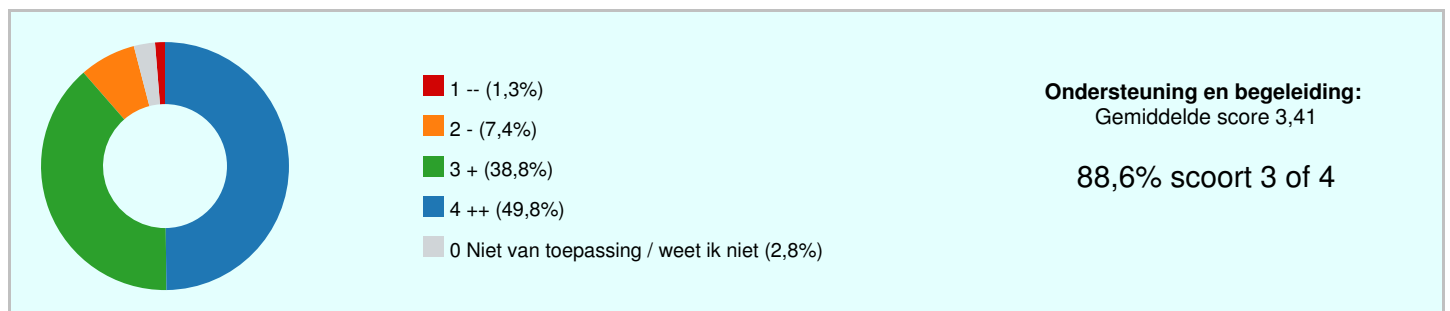 1 -- (1,3%)
2 - (7,4%)
3 + (38,8%)
4 ++ (49,8%)
0 Niet van toepassing / weet ik niet (2,8%)
Ondersteuning en begeleiding:
Gemiddelde score 3,41
88,6% scoort 3 of 4